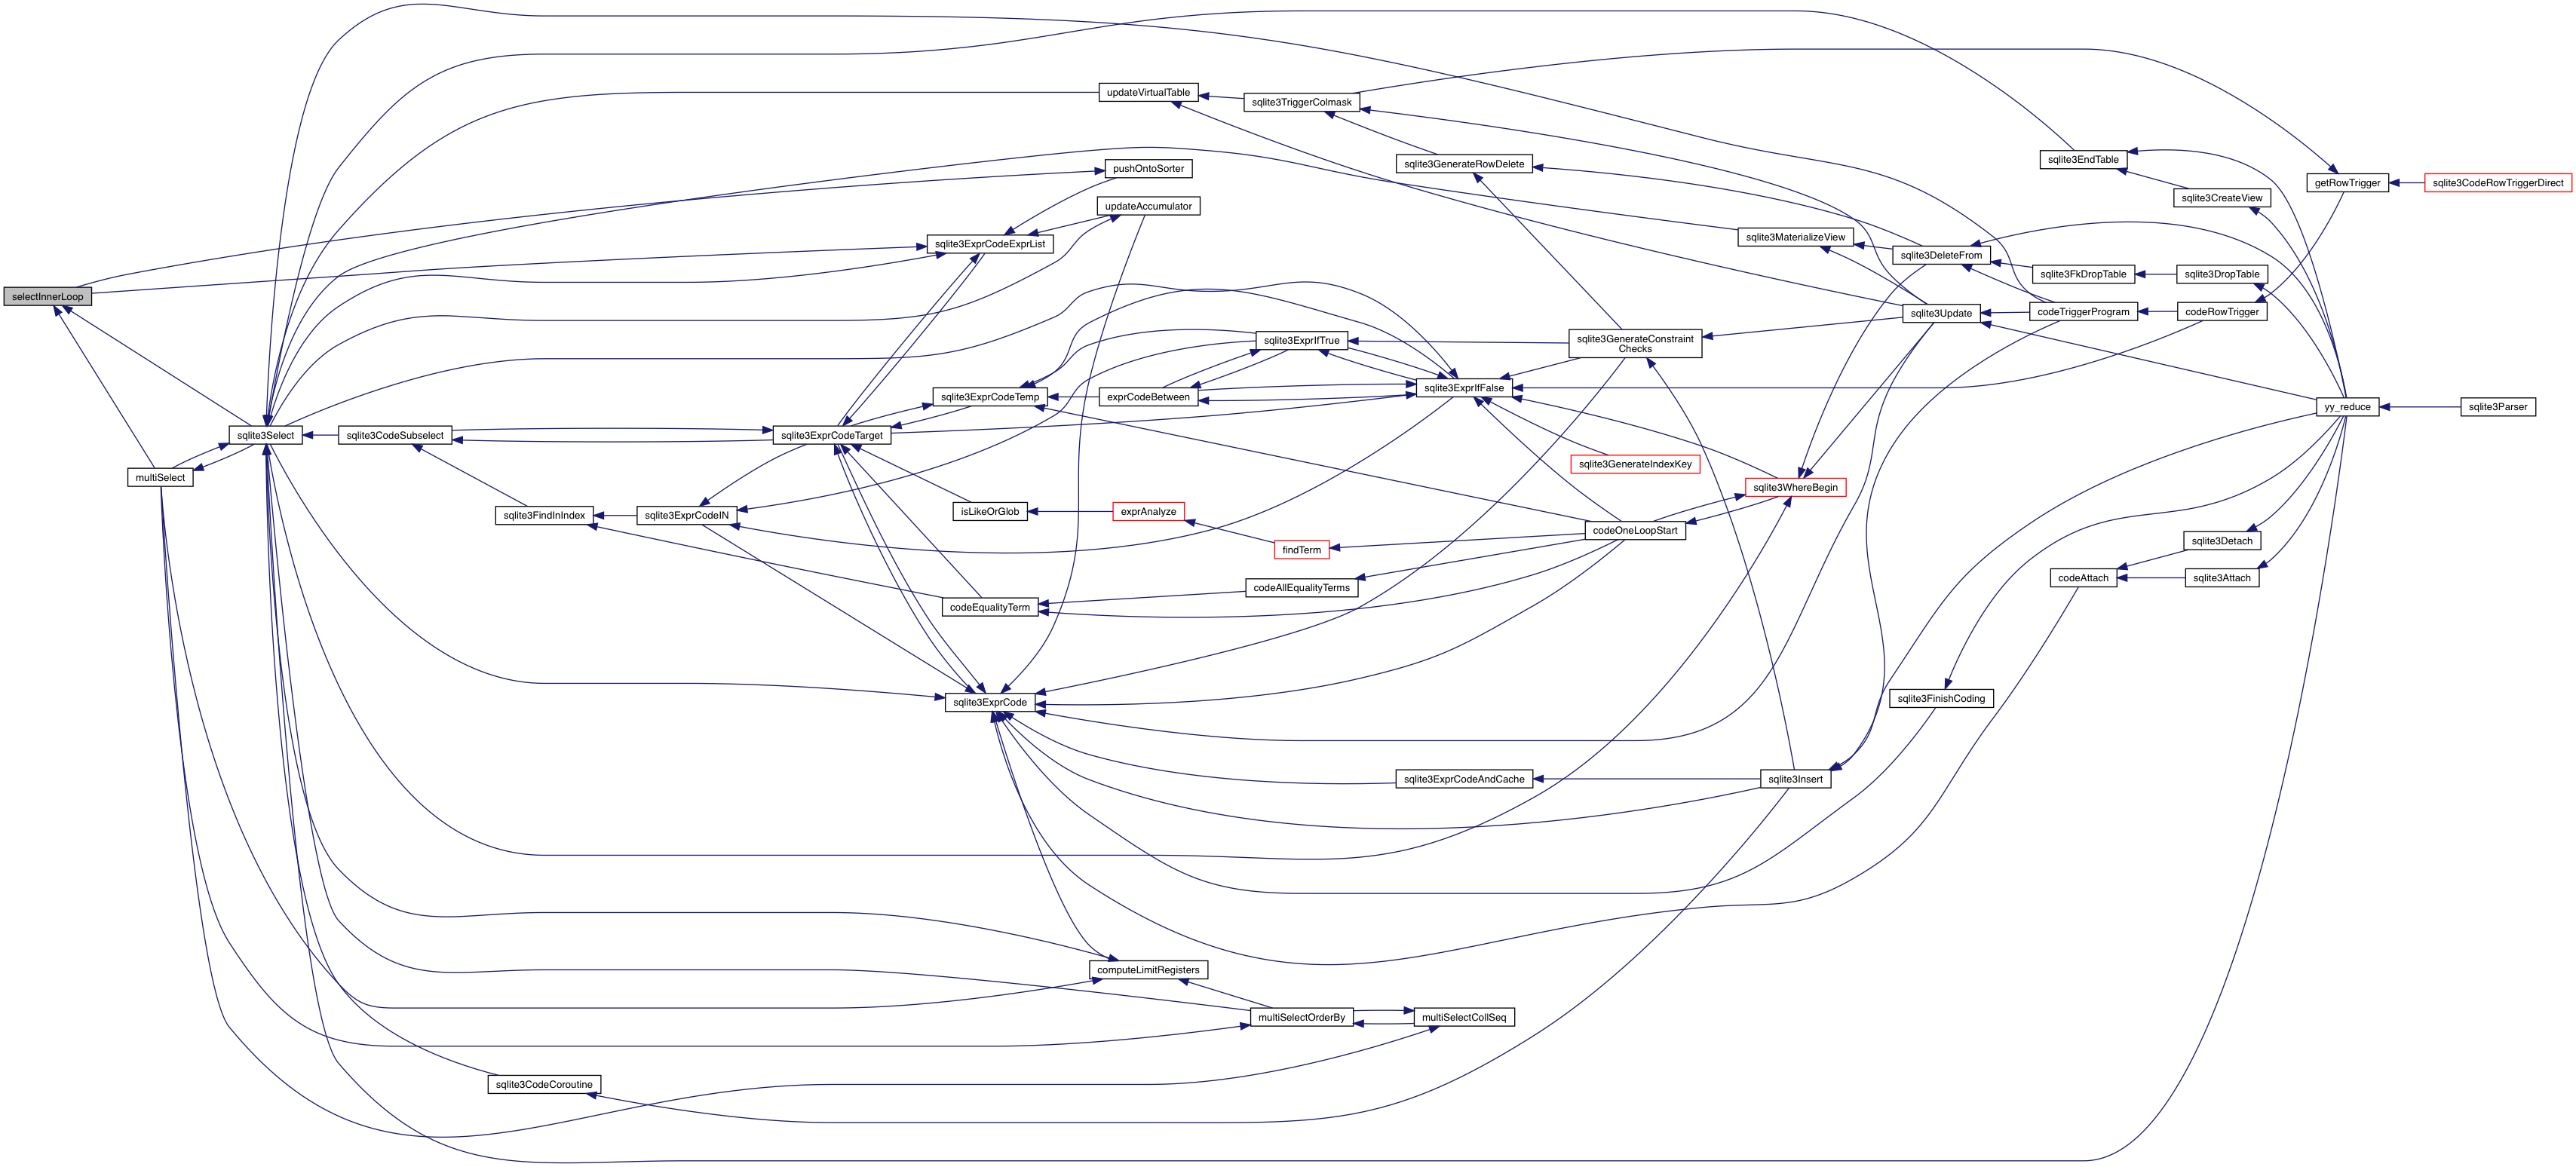 updateVirtualTable
sqlite3TriggerColmask
sqlite3EndTable
sqlite3GenerateRowDelete
pushOntoSorter
getRowTrigger
sqlite3CodeRowTriggerDirect
sqlite3CreateView
updateAccumulator
sqlite3MaterializeView
sqlite3ExprCodeExprList
sqlite3DeleteFrom
sqlite3FkDropTable
sqlite3DropTable
selectInnerLoop
sqlite3Update
codeTriggerProgram
codeRowTrigger
sqlite3ExprIfTrue
sqlite3GenerateConstraint
Checks
sqlite3ExprIfFalse
sqlite3ExprCodeTemp
exprCodeBetween
yy_reduce
sqlite3Parser
sqlite3Select
sqlite3CodeSubselect
sqlite3ExprCodeTarget
sqlite3GenerateIndexKey
multiSelect
sqlite3WhereBegin
isLikeOrGlob
exprAnalyze
sqlite3FindInIndex
sqlite3ExprCodeIN
codeOneLoopStart
sqlite3Detach
findTerm
codeAttach
sqlite3Attach
codeAllEqualityTerms
codeEqualityTerm
sqlite3FinishCoding
sqlite3ExprCode
sqlite3ExprCodeAndCache
sqlite3Insert
computeLimitRegisters
multiSelectOrderBy
multiSelectCollSeq
sqlite3CodeCoroutine